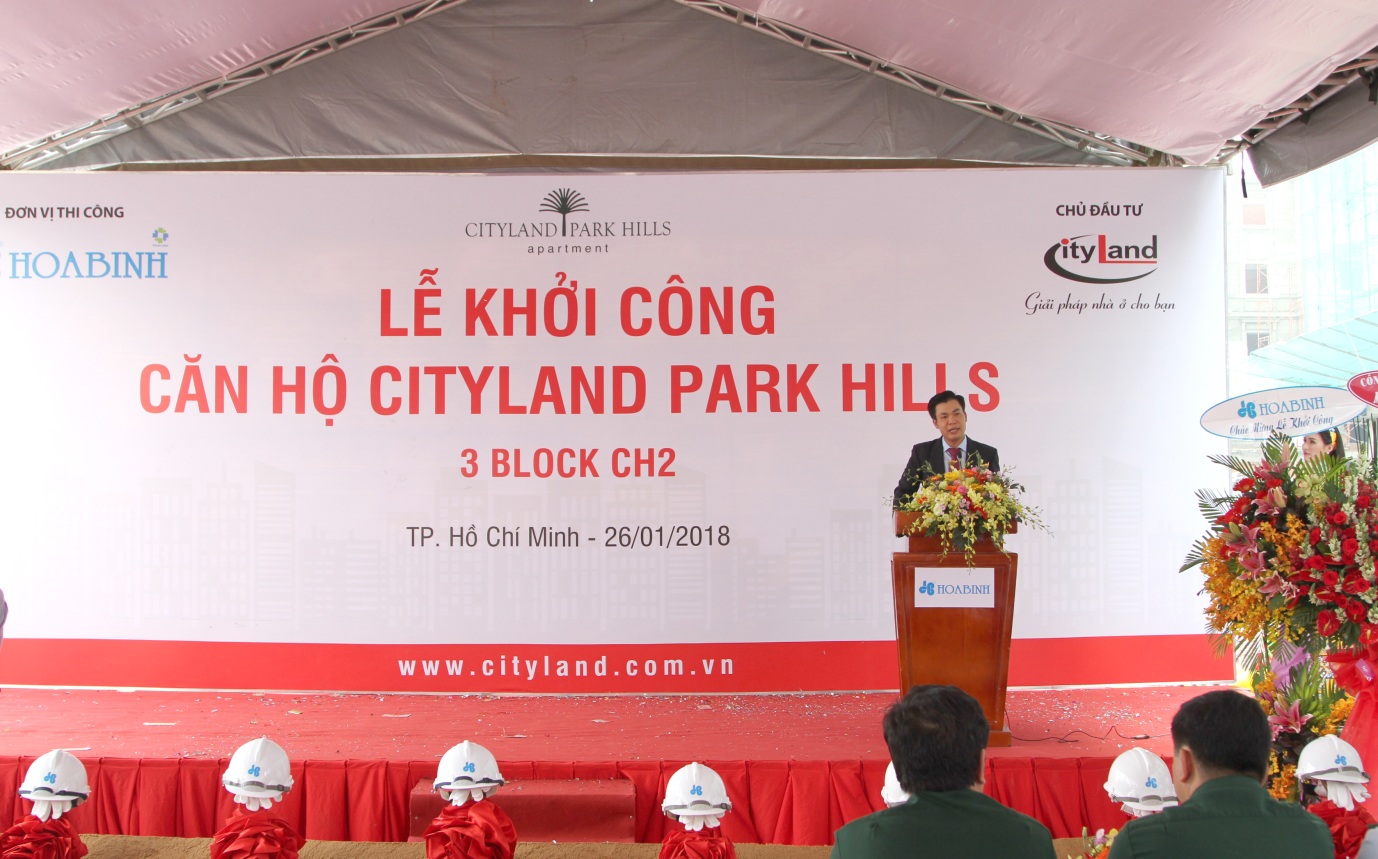 ĐƠN VỊ THI CÔNG
HOABINH
CITYLAND PARK HILLS
apartment
CHỦ ĐẦU TƯ
CityLand
Giải pháp nhà ở cho bạn
LỄ KHỞI CÔNG
CĂN HỘ CITYLAND PARK HILLS
3 BLOCK CH2
TP. Hồ Chí Minh - 26/01/2018
www.cityland.com.vn
HOABINH
HOABINH
Chúc Mừng Lễ Khởi Công